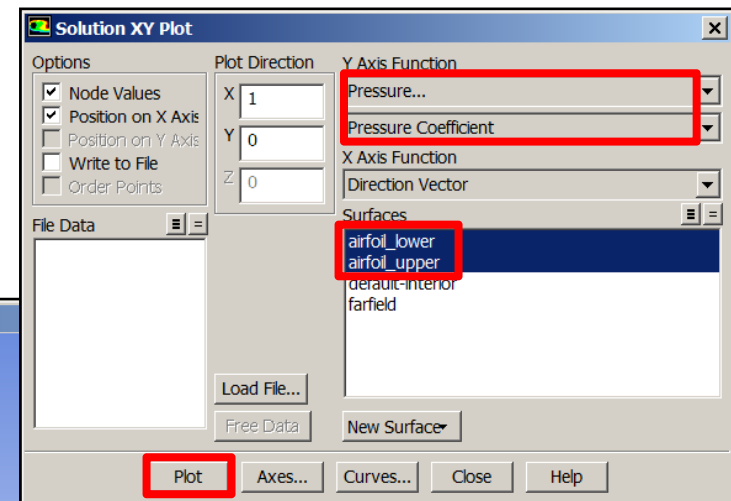 Solution XY Plot
Options
Node Values
Position on X Axis
Position on Y Axis
Write to File
Order Points
Plot Direction
X 1
Y 0
Z 0
Y Axis Function
Pressure...
Pressure Coefficient
X Axis Function
Direction Vector
File Data
Surfaces
airfoil_lower
airfoil_upper
default-interior
farfield
Load File...
Free Data
New Surface
Plot
Axes...
Curves...
Close
Help